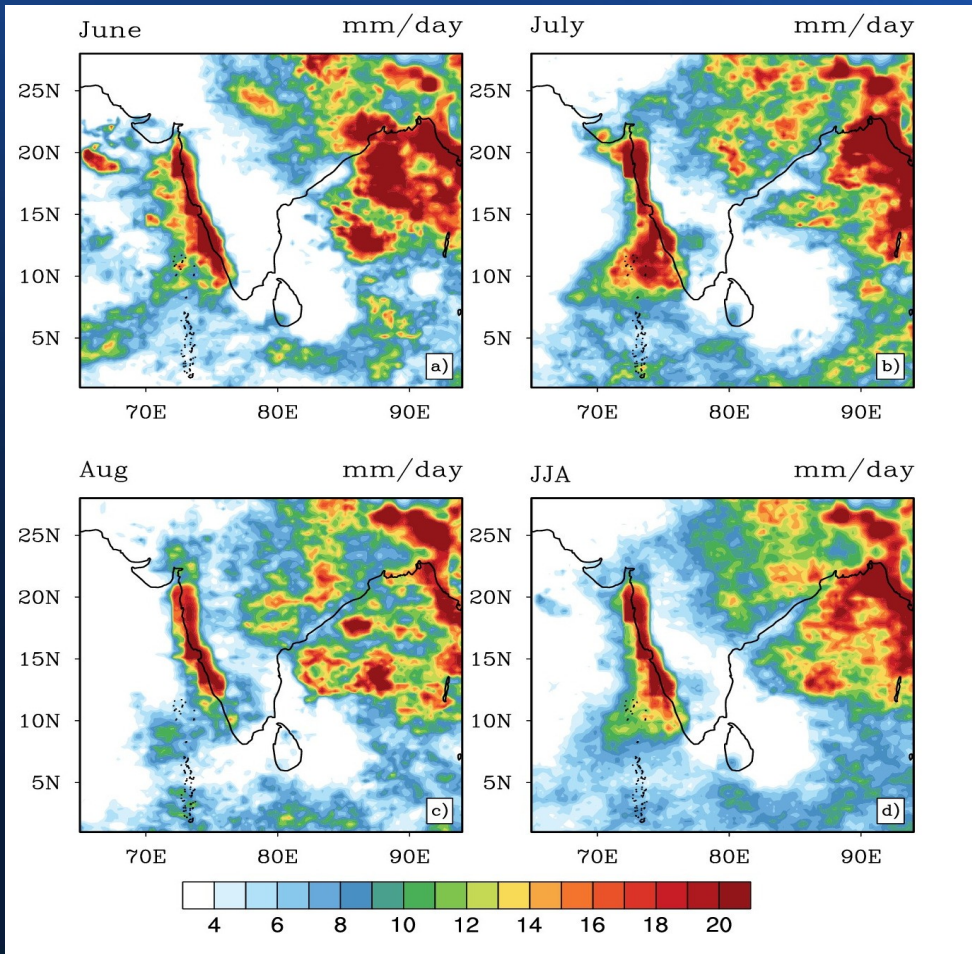 June mm/day
July mm/day
25N
20N
15N
10N
5N
a)
70E 80E 90E
25N
20N
15N
10N
5N
b)
70E 80E 90E
Aug mm/day
JJA mm/day
25N
20N
15N
10N
5N
c)
70E 80E 90E
25N
20N
15N
10N
5N
d)
70E 80E 90E
4 6 8 10 12 14 16 18 20